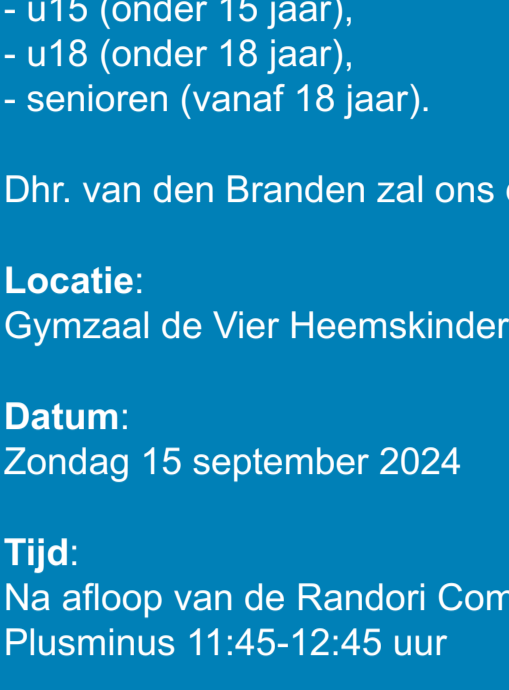 - u15 (onder 15 jaar),
- u18 (onder 18 jaar),
- senioren (vanaf 18 jaar).
Dhr. van den Branden zal ons
Locatie:
Gymzaal de Vier Heemskinder
Datum:
Zondag 15 september 2024
Tijd:
Na afloop van de Randori Com
Plusminus 11:45-12:45 uur